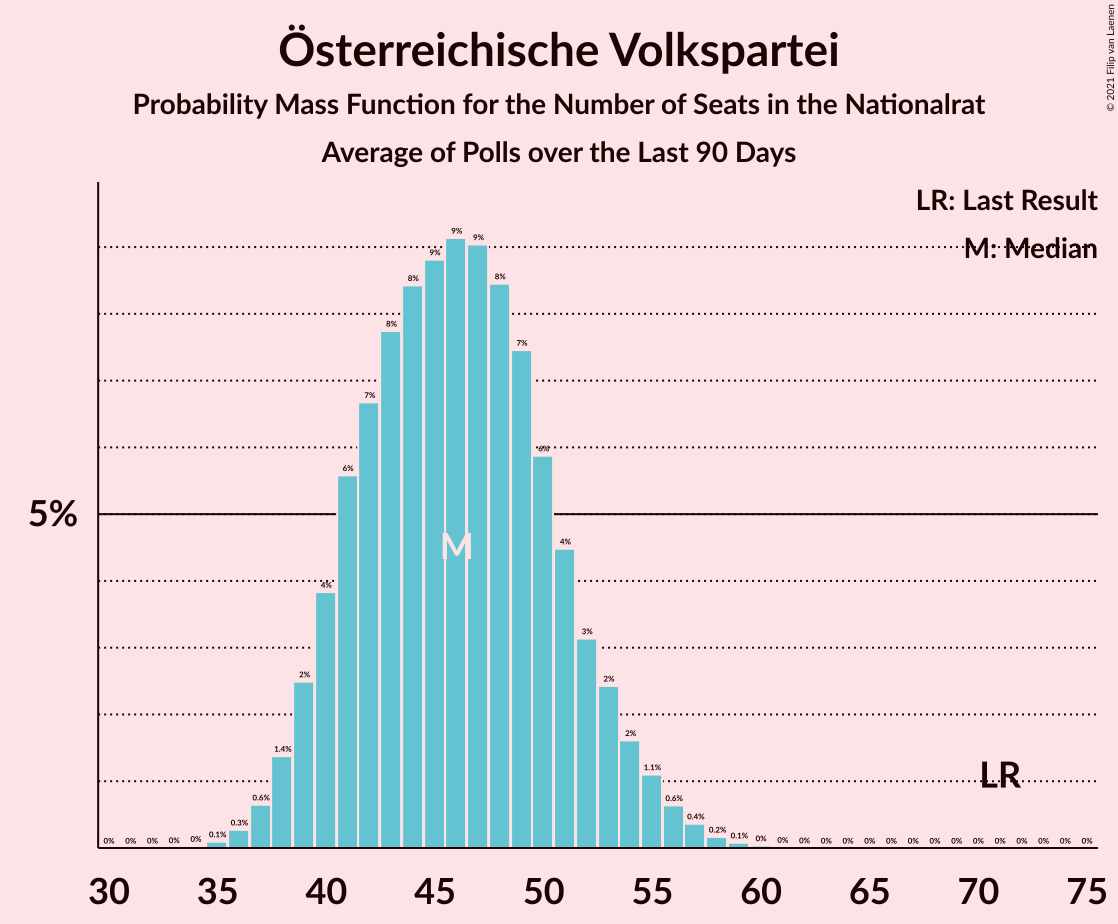 Österreichische Volkspartei
Probability Mass Function for the Number of Seats in the Nationalrat
Average of Polls over the Last 90 Days
© 2021 Filip van Laenen
LR: Last Result
M: Median
5%
0% 0% 0% 0% 0% 0.1% 0.3% 0.6% 1.4% 2% 4% 6% 7% 8% 8% 9% 9% 9% 8% 7% 6% 4% 3% 2% 2% 1.1% 0.6% 0.4% 0.2% 0.1% 0% 0% 0% 0% 0% 0% 0% 0% 0% 0% 0% 0% 0% 0% 0% 0%
M
LR
30 35 40 45 50 55 60 65 70 75